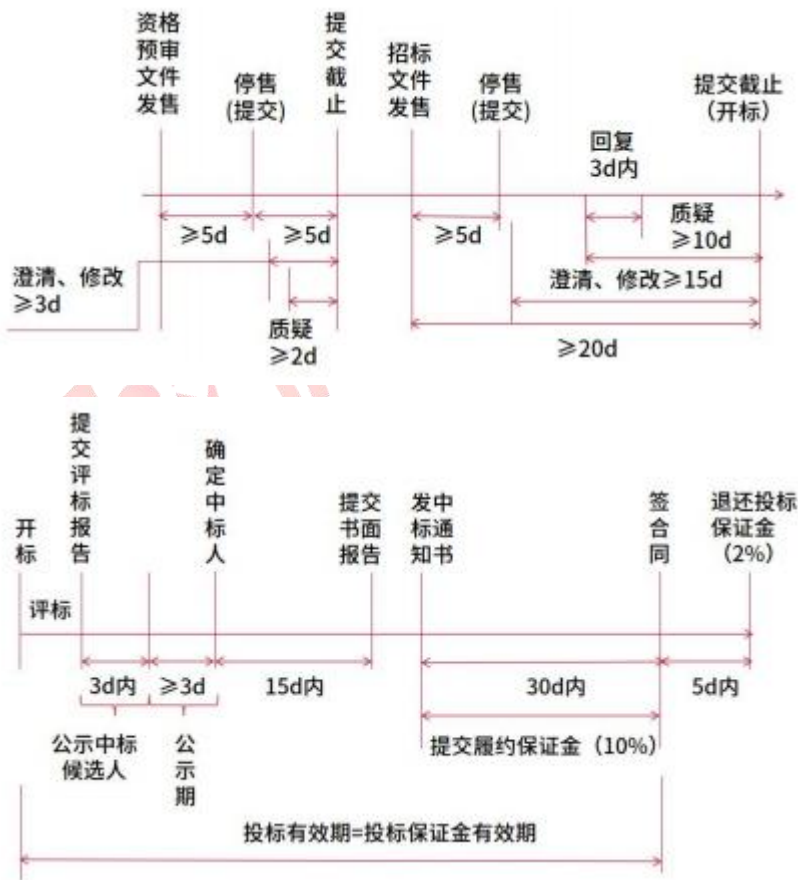 资格预审文件发售
停售
(提交)
提交截止
招标文件发售
停售
(提交)
提交截止
（开标）
回复
3d内
≥5d
≥5d
≥5d
质疑
≥10d
澄清、修改
≥3d
澄清、修改≥15d
质疑
≥2d
≥20d
开标
提交评标报告
确定中标人
提交
书面
报告
发中
标通
知书
签合同
退还投标
保证金
（2%）
评标
3d内
≥3d
15d内
30d内
5d内
公示中标
候选人
公示期
提交履约保证金（10%）
投标有效期=投标保证金有效期